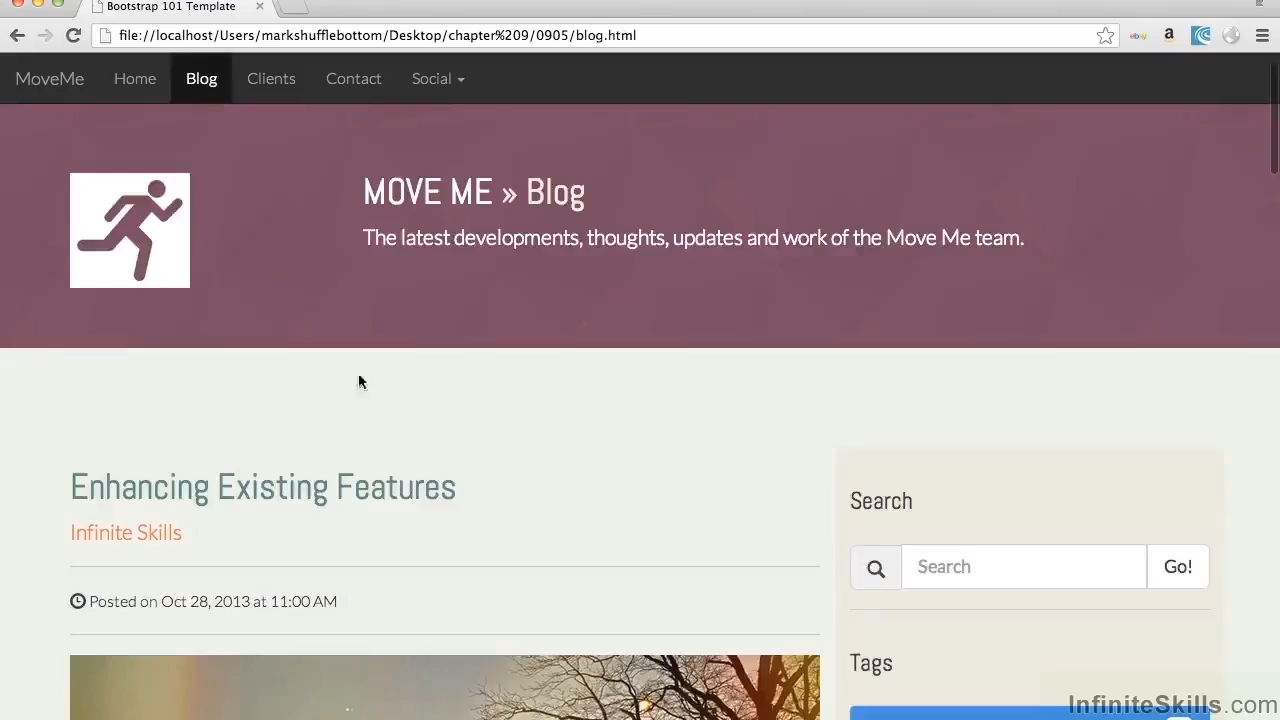 Bootstrap 101 Template
file://localhost/Users/markshufflebottom/Desktop/chapter%209/0905/blog.html
ebay
a
MoveMe Home Blog Clients Contact Social
MOVE ME » Blog
The latest developments, thoughts, updates and work of the Move Me team.
Enhancing Existing Features
Infinite Skills
Posted on Oct 28, 2013 at 11:00 AM
Search
Search Go!
Tags
InfiniteSkills.com